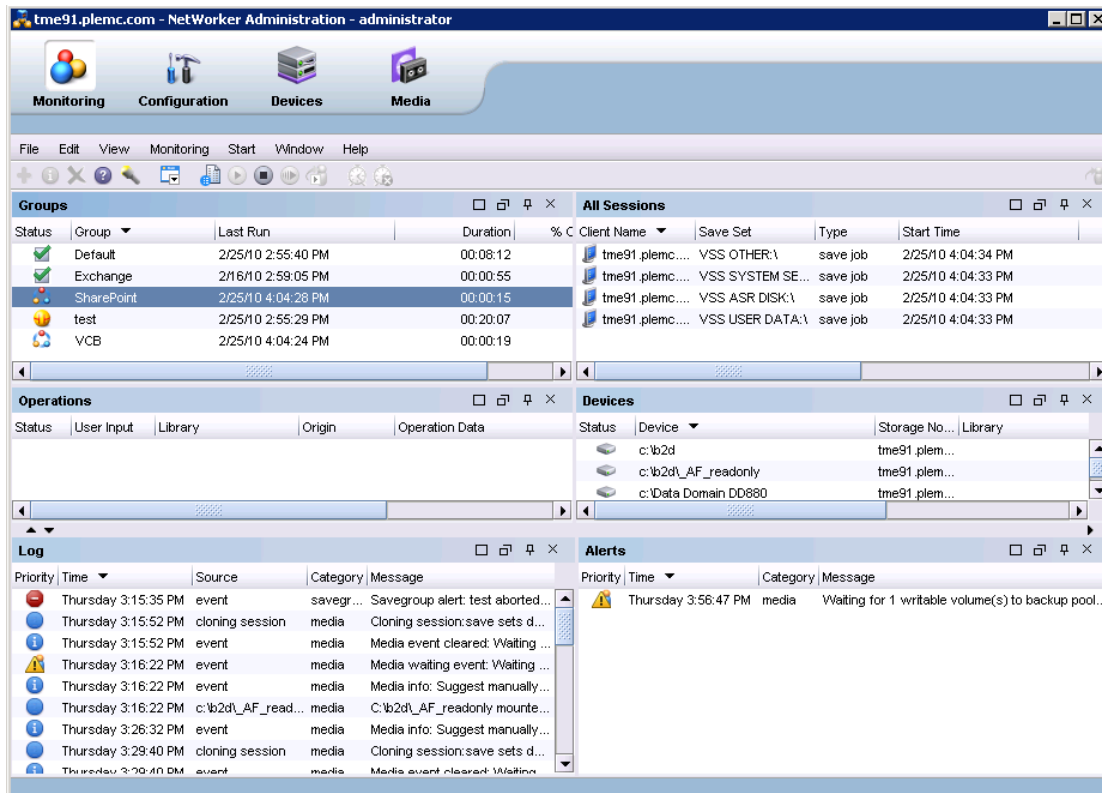 tme91.plemc.com - NetWorker Administration - administrator
Monitoring Configuration Devices Media
File Edit View Monitoring Start Window Help
Groups
Status Group Last Run Duration % C
Default 2/25/10 2:55:40 PM 00:08:12
Exchange 2/16/10 2:59:05 PM 00:00:55
SharePoint 2/25/10 4:04:28 PM 00:00:15
test 2/25/10 2:55:29 PM 00:20:07
VCB 2/25/10 4:04:24 PM 00:00:19
All Sessions
Client Name Save Set Type Start Time
tme91.plemc.... VSS OTHER:\ save job 2/25/10 4:04:34 PM
tme91.plemc.... VSS SYSTEM SE... save job 2/25/10 4:04:33 PM
tme91.plemc.... VSS ASR DISK:\ save job 2/25/10 4:04:33 PM
tme91.plemc.... VSS USER DATA:\ save job 2/25/10 4:04:33 PM
Operations
Status User Input Library Origin Operation Data
Devices
Status Device Storage No... Library
c:\b2d tme91.plem...
c:\b2d\_AF_readonly tme91.plem...
c:\Data Domain DD880 tme91.plem...
Log
Priority Time Source Category Message
Thursday 3:15:35 PM event savegr... Savegroup alert: test aborted...
Thursday 3:15:52 PM cloning session media Cloning session:save sets d...
Thursday 3:15:52 PM event media Media event cleared: Waiting ...
Thursday 3:16:22 PM event media Media waiting event: Waiting ...
Thursday 3:16:22 PM event media Media info: Suggest manually...
Thursday 3:16:22 PM c:\b2d\_AF_read... media C:\b2d\_AF_readonly mounte...
Thursday 3:26:32 PM event media Media info: Suggest manually...
Thursday 3:29:40 PM cloning session media Cloning session:save sets d...
Thursday 3:29:40 PM event media Media event cleared: Waiting
Alerts
Priority Time Category Message
Thursday 3:56:47 PM media Waiting for 1 writable volume(s) to backup pool...